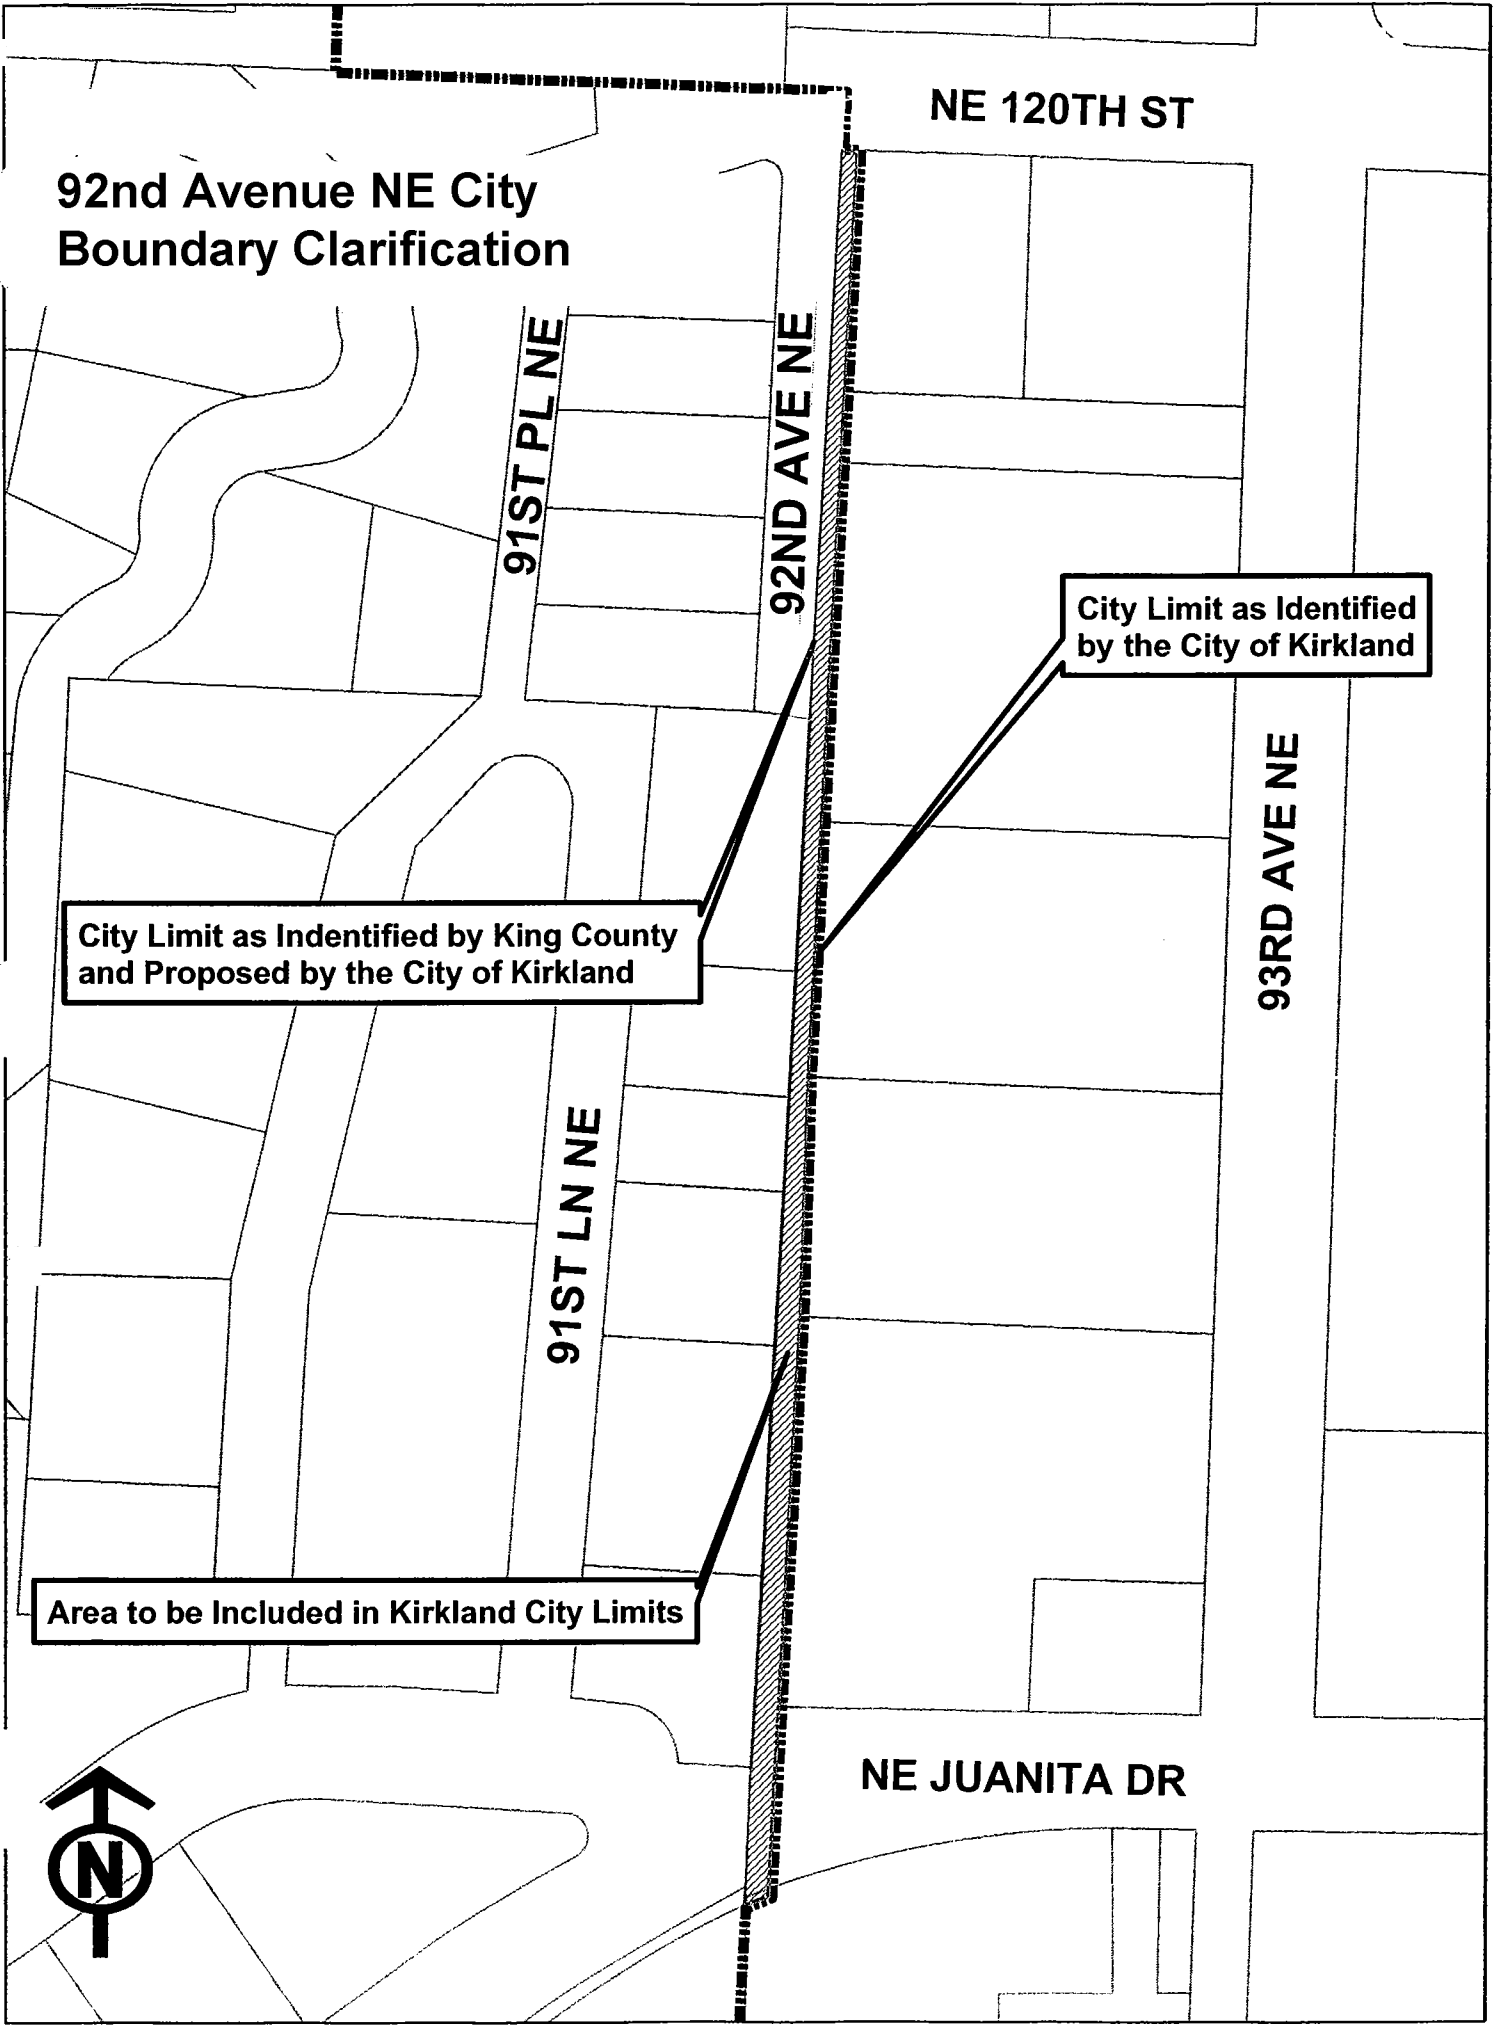 NE 120TH ST
92nd Avenue NE City
Boundary Clarification
91ST PL NE
92ND AVE NE
City Limit as Identified
by the City of Kirkland
93RD AVE NE
City Limit as Indentified by King County
and Proposed by the City of Kirkland
91ST LN NE
Area to be Included in Kirkland City Limits
NE JUANITA DR
N